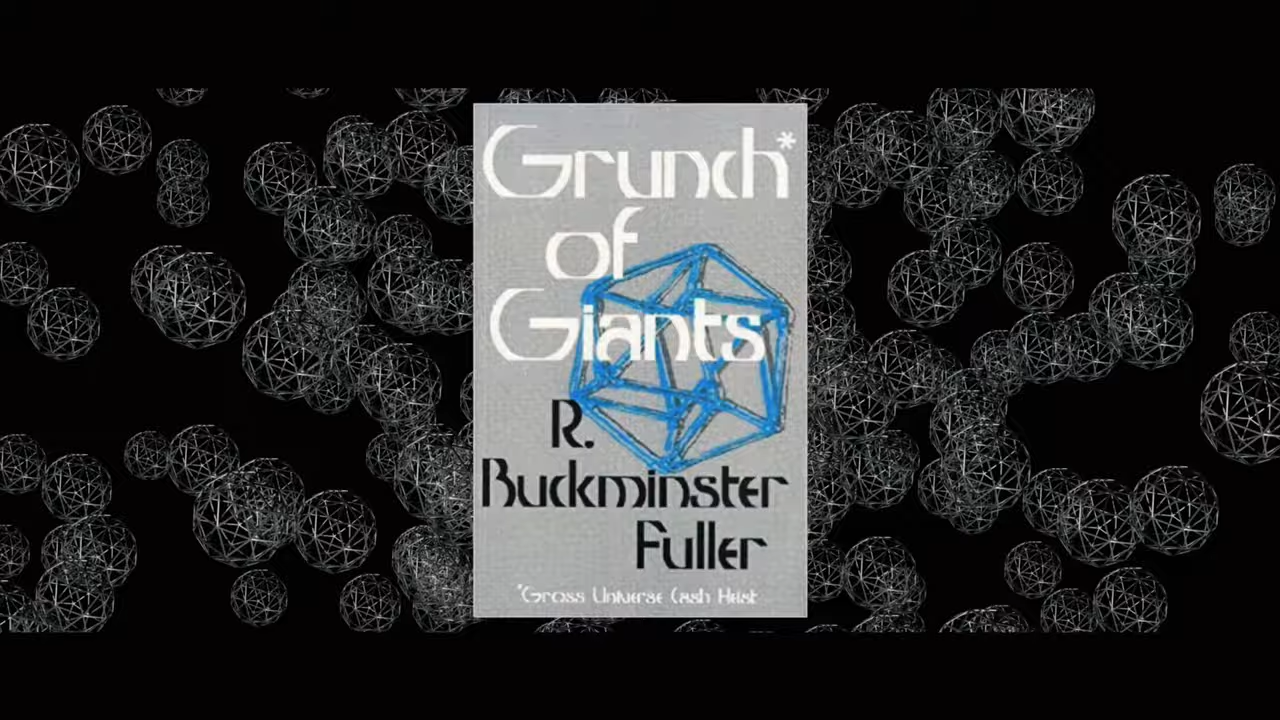 Grunch*
of
Giants
R.
Buckminster
Fuller
*Gross Universe Cash Heist